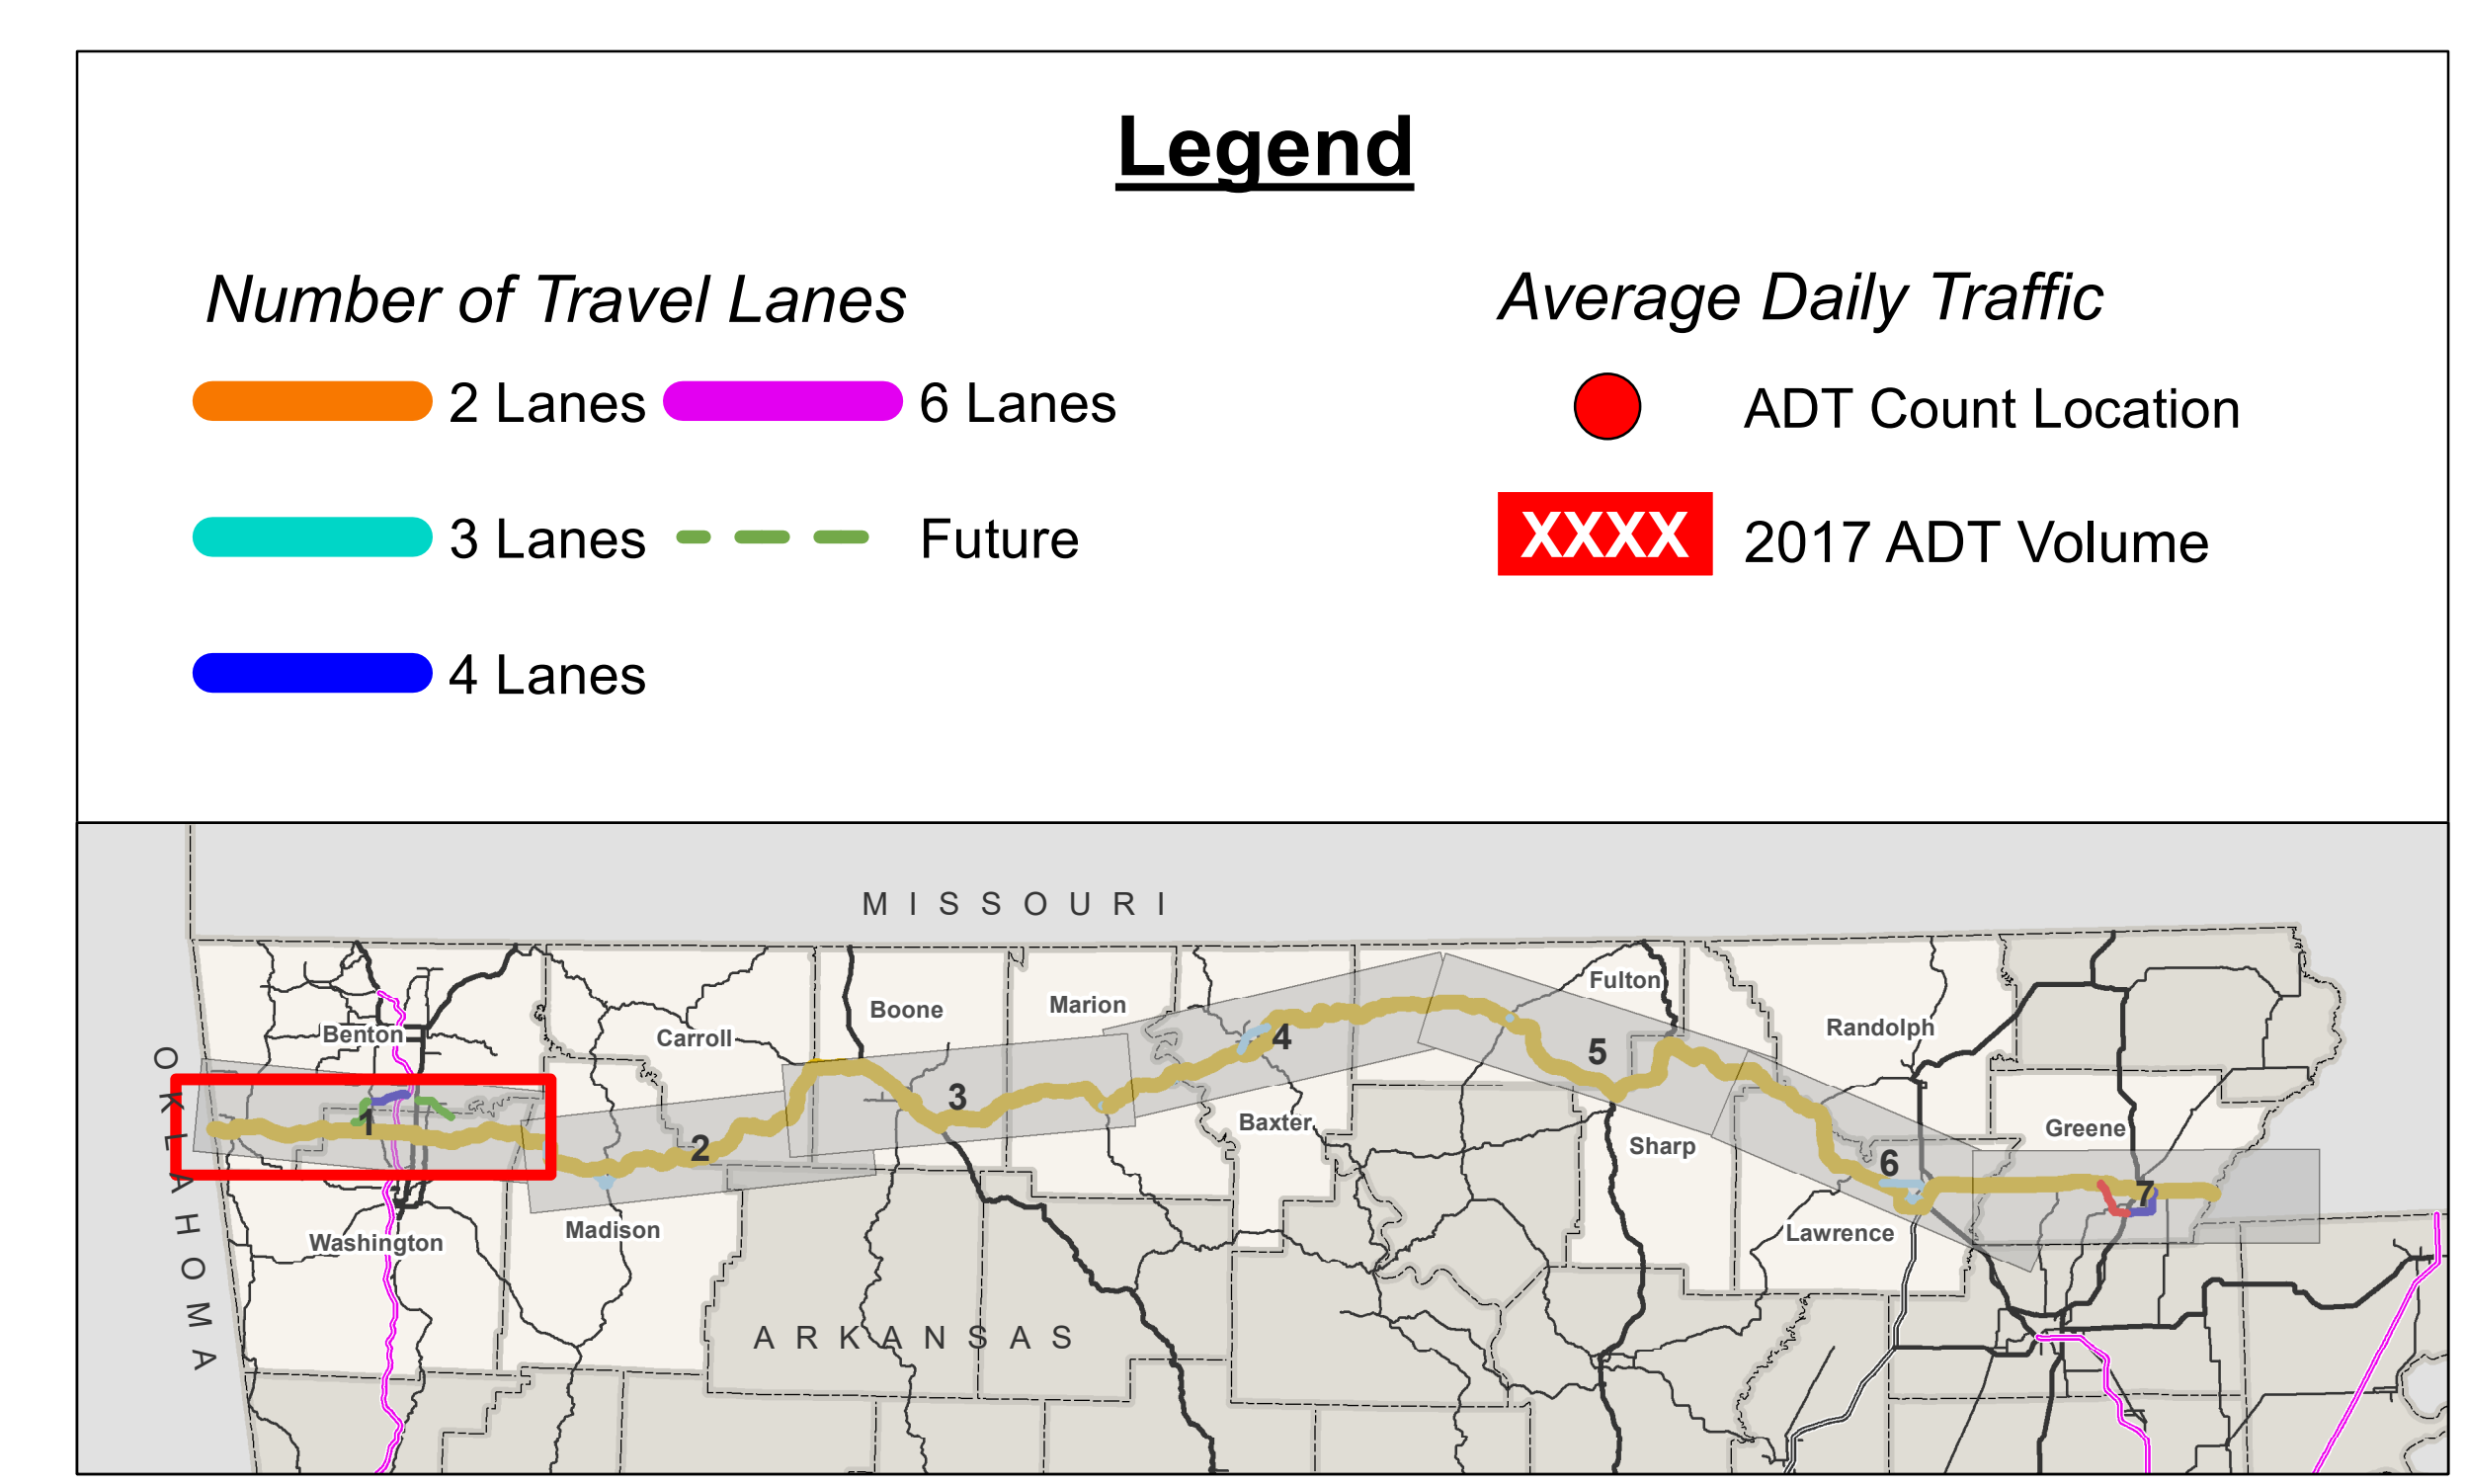 Legend
Number of Travel Lanes
Average Daily Traffic
2 Lanes
6 Lanes
ADT Count Location
3 Lanes
Future
XXXX
2017 ADT Volume
4 Lanes
MISSOURI
Fulton
Boone
Marion
Randolph
Benton
Carroll
4
5
OKLAHOMA
3
1
Baxter
Greene
2
Sharp
6
7
Madison
Lawrence
Washington
ARKANSAS